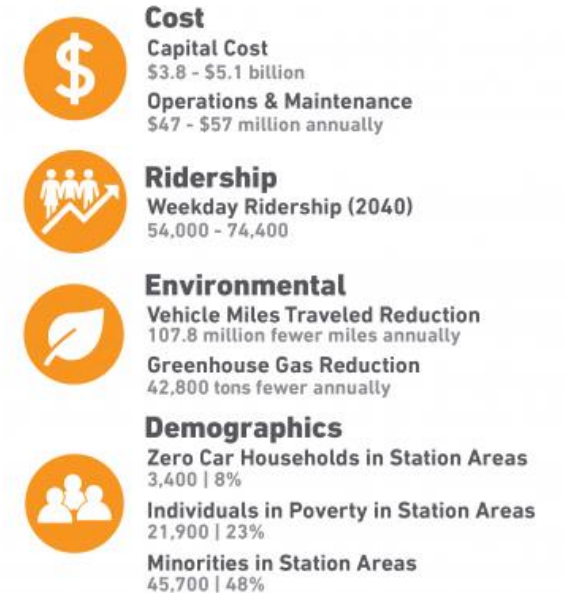 Cost
Capital Cost
$3.8 - $5.1 billion
Operations & Maintenance
$47 - $57 million annually
Ridership
Weekday Ridership (2040)
54,000 - 74,400
Environmental
Vehicle Miles Traveled Reduction
107.8 million fewer miles annually
Greenhouse Gas Reduction
42,800 tons fewer annually
Demographics
Zero Car Households in Station Areas
3,400 | 8%
Individuals in Poverty in Station Areas
21,900 | 23%
Minorities in Station Areas
45,700 | 48%